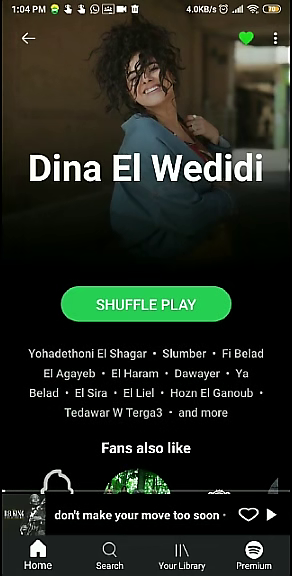 1:04 PM 4.0KB/s 70
Dina El Wedidi
SHUFFLE PLAY
Yohadethoni El Shagar • Slumber • Fi Belad
El Agayeb • El Haram • Dawayer • Ya
Belad • El Sira • El Liel • Hozn El Ganoub •
Tedawar W Terga3 • and more
Fans also like
don't make your move too soon •
Home Search Your Library Premium